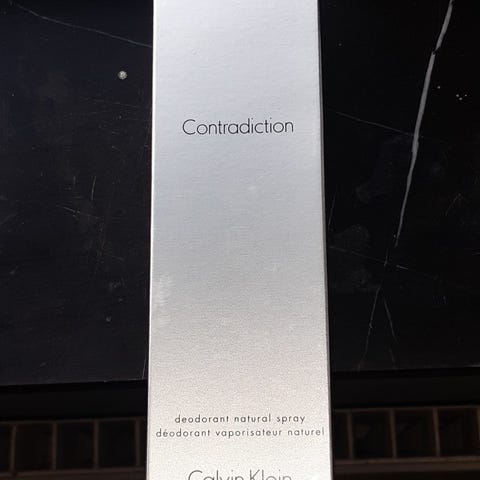 Contradiction
deodorant natural spray
déodorant vaporisateur naturel
Calvin Klein